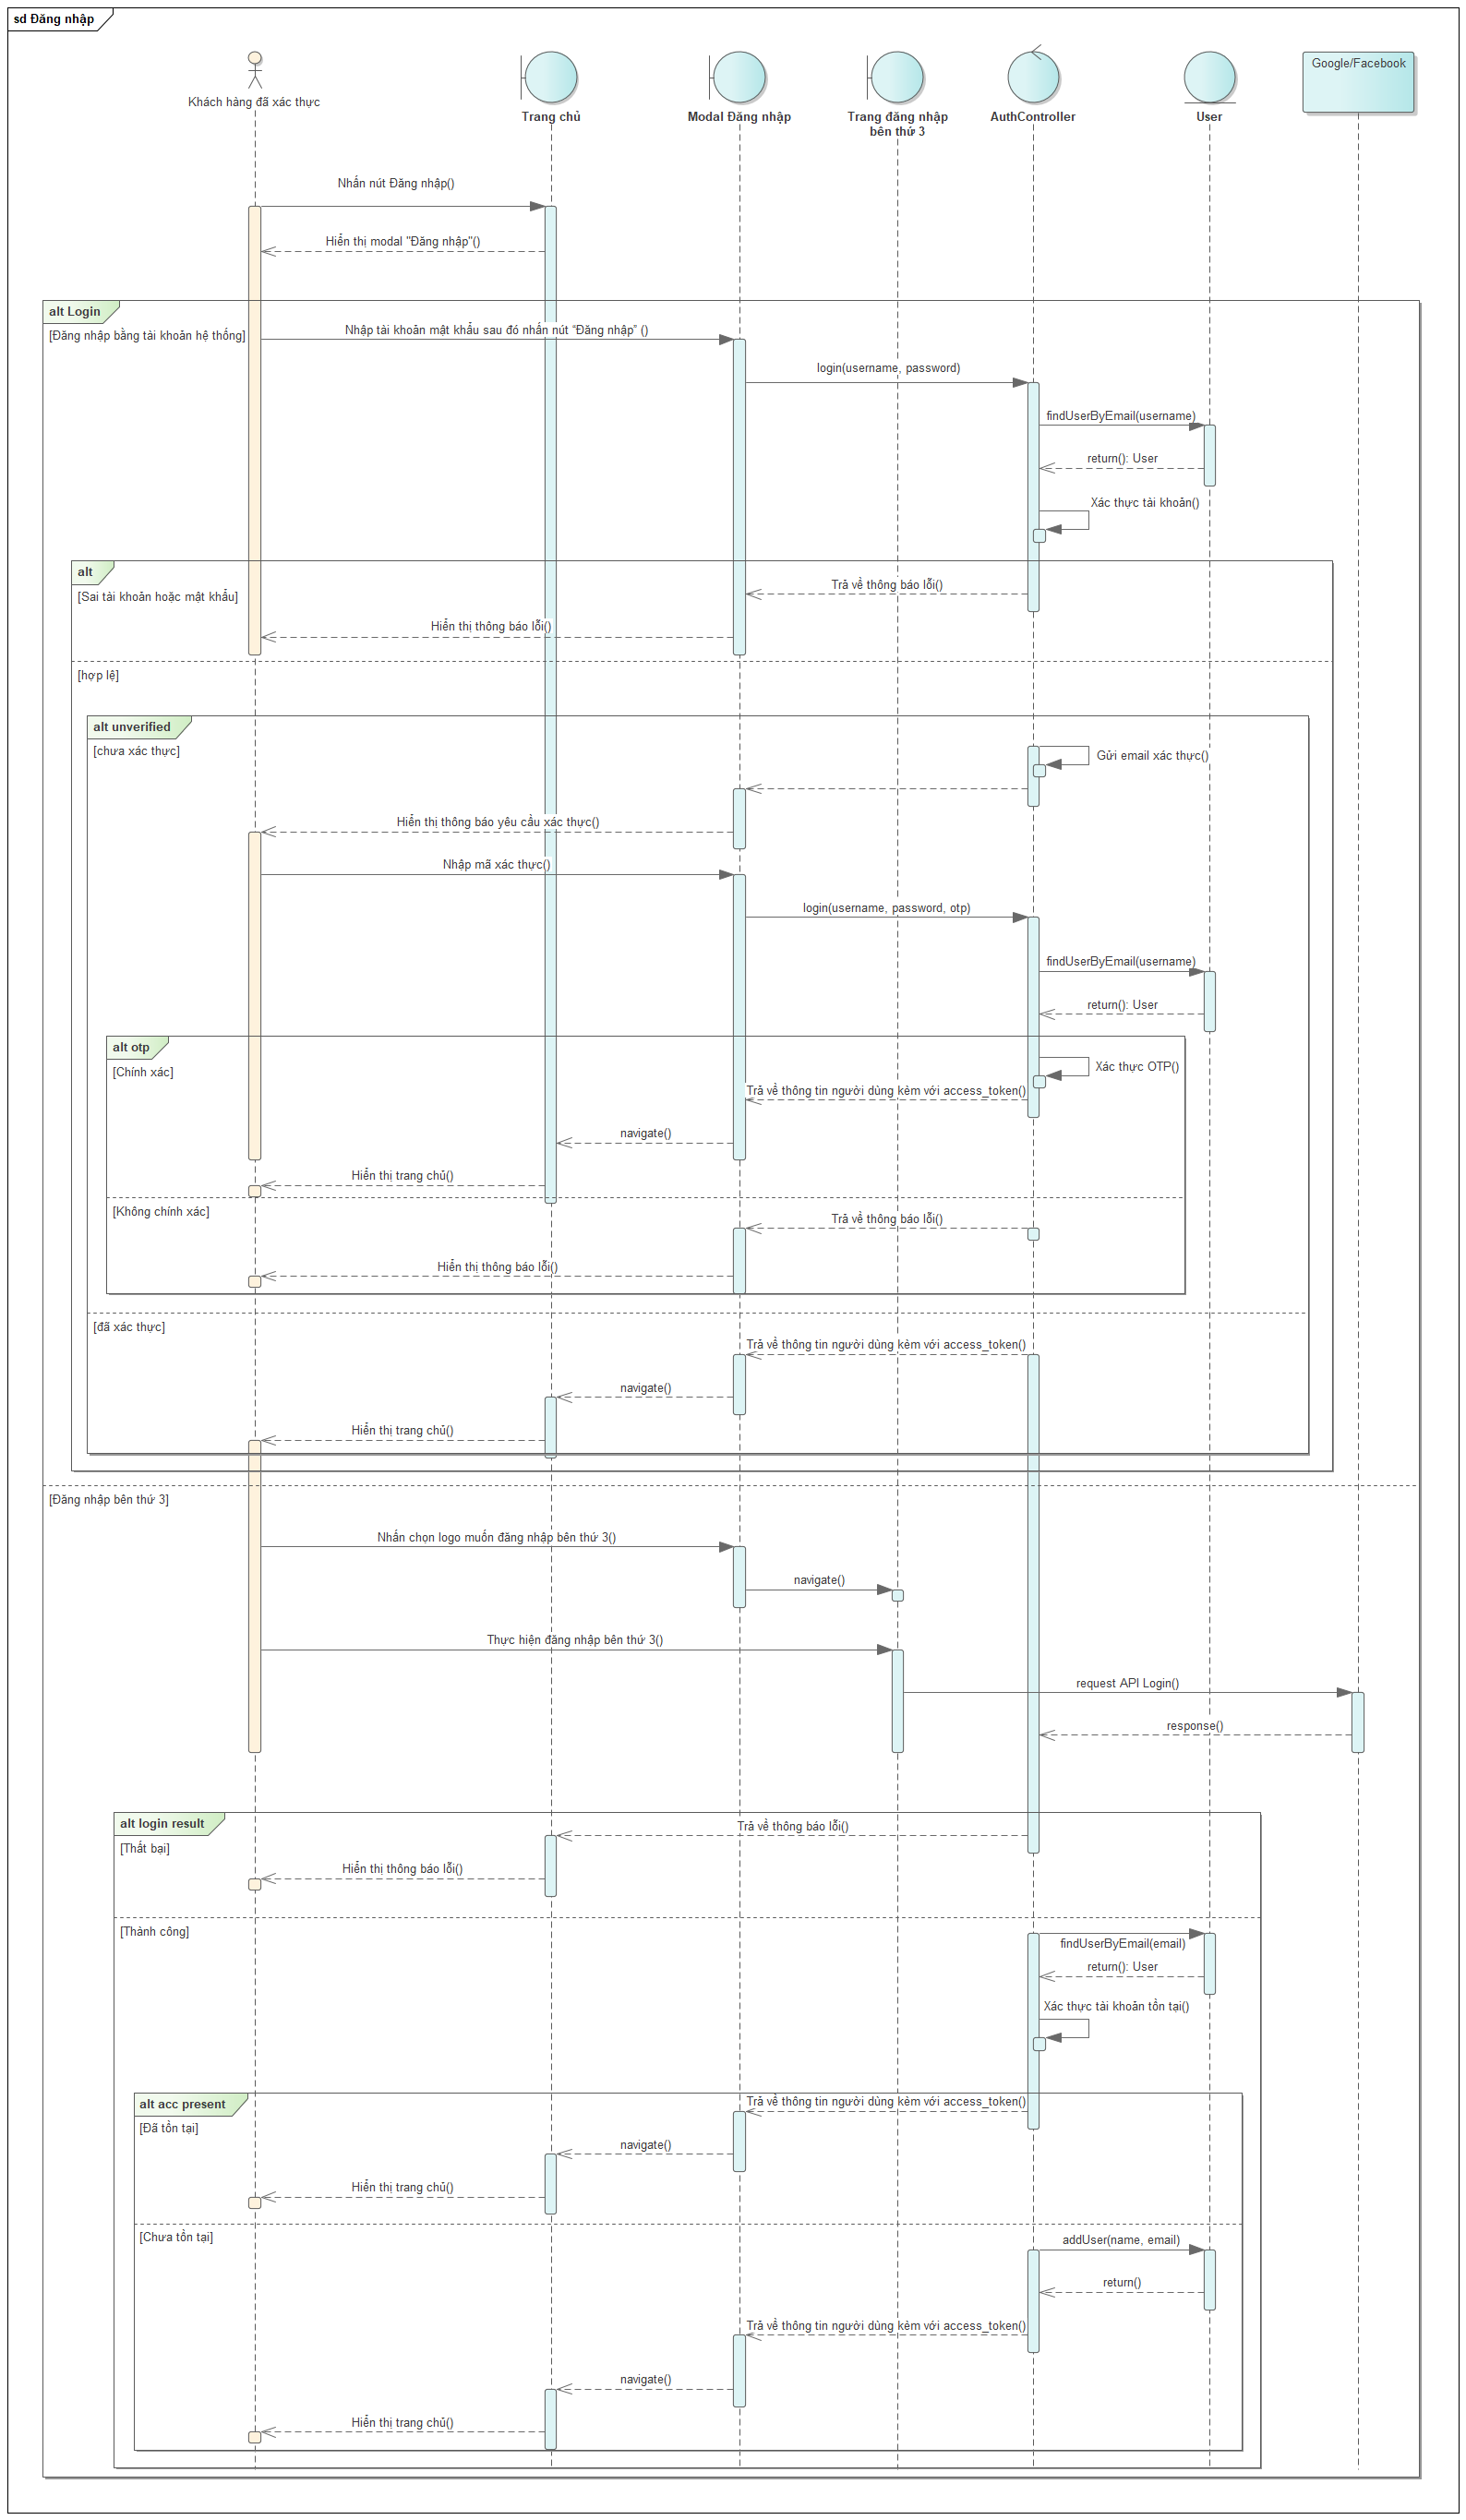 sd Đăng nhập
Khách hàng đã xác thực
Trang chủ
Modal Đăng nhập
Trang đăng nhập
bên thứ 3
AuthController
User
Google/Facebook
Nhấn nút Đăng nhập()
Hiển thị modal "Đăng nhập"()
alt Login
[Đăng nhập bằng tài khoản hệ thống]
Nhập tài khoản mật khẩu sau đó nhấn nút “Đăng nhập” ()
login(username, password)
findUserByEmail(username)
return(): User
Xác thực tài khoản()
alt
[Sai tài khoản hoặc mật khẩu]
Trả về thông báo lỗi()
Hiển thị thông báo lỗi()
[hợp lệ]
alt unverified
[chưa xác thực]
Gửi email xác thực()
Hiển thị thông báo yêu cầu xác thực()
Nhập mã xác thực()
login(username, password, otp)
findUserByEmail(username)
return(): User
alt otp
[Chính xác]
Xác thực OTP()
Trả về thông tin người dùng kèm với access_token()
navigate()
Hiển thị trang chủ()
[Không chính xác]
Trả về thông báo lỗi()
Hiển thị thông báo lỗi()
[đã xác thực]
Trả về thông tin người dùng kèm với access_token()
navigate()
Hiển thị trang chủ()
[Đăng nhập bên thứ 3]
Nhấn chọn logo muốn đăng nhập bên thứ 3()
navigate()
Thực hiện đăng nhập bên thứ 3()
request API Login()
response()
alt login result
[Thất bại]
Trả về thông báo lỗi()
Hiển thị thông báo lỗi()
[Thành công]
findUserByEmail(email)
return(): User
Xác thực tài khoản tồn tại()
alt acc present
[Đã tồn tại]
Trả về thông tin người dùng kèm với access_token()
navigate()
Hiển thị trang chủ()
[Chưa tồn tại]
addUser(name, email)
return()
Trả về thông tin người dùng kèm với access_token()
navigate()
Hiển thị trang chủ()